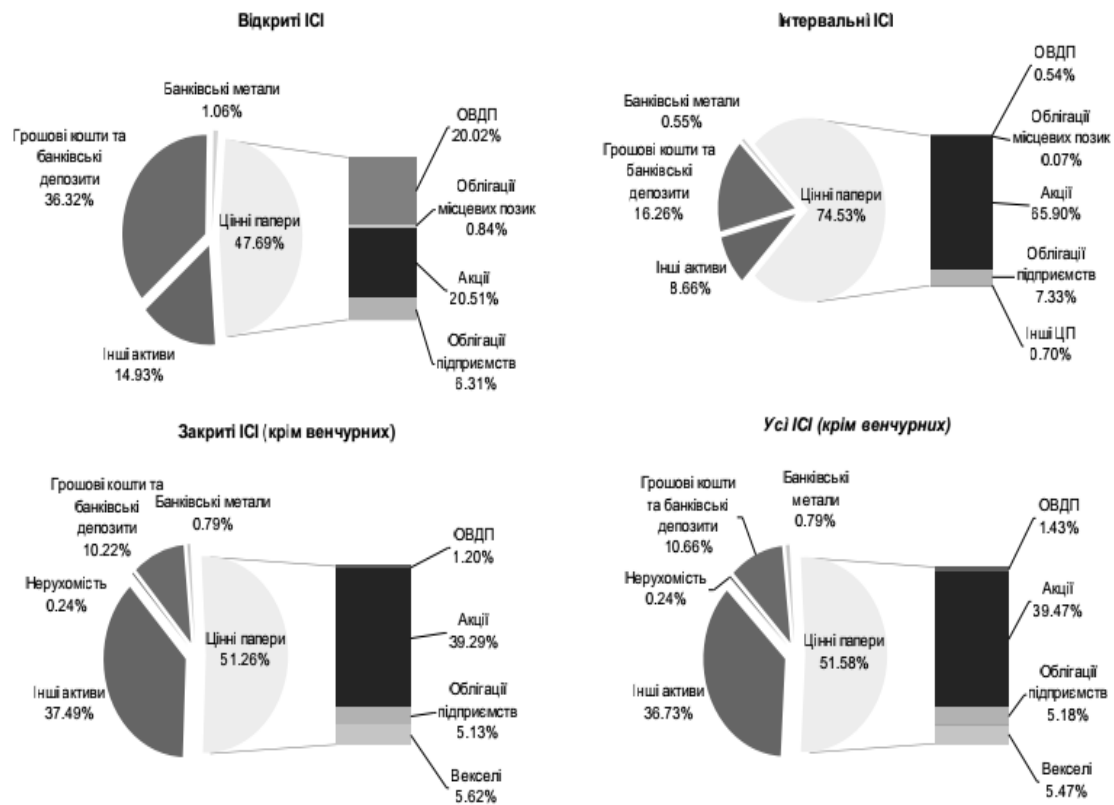 Відкриті ІСІ
Банківські метали
1.06%
Грошові кошти та
банківські
депозити
36.32%
Цінні папери
47.69%
Інші активи
14.93%
ОВДП
20.02%
Облігації
місцевих позик
0.84%
Акції
20.51%
Облігації
підприємств
6.31%
Інтервальні ІСІ
Банківські метали
0.55%
Грошові кошти та
банківські
депозити
16.26%
Цінні папери
74.53%
Інші активи
8.66%
ОВДП
0.54%
Облігації
місцевих позик
0.07%
Акції
65.90%
Облігації
підприємств
7.33%
Інші ЦП
0.70%
Закриті ІСІ (крім венчурних)
Грошові кошти та
банківські
депозити
10.22%
Банківські метали
0.79%
Нерухомість
0.24%
Цінні папери
51.26%
Інші активи
37.49%
ОВДП
1.20%
Акції
39.29%
Облігації
підприємств
5.13%
Векселі
5.62%
Усі ІСІ (крім венчурних)
Грошові кошти
та банківські
депозити
10.66%
Банківські
метали
0.79%
Нерухомість
0.24%
Цінні папери
51.58%
Інші активи
36.73%
ОВДП
1.43%
Акції
39.47%
Облігації
підприємств
5.18%
Векселі
5.47%